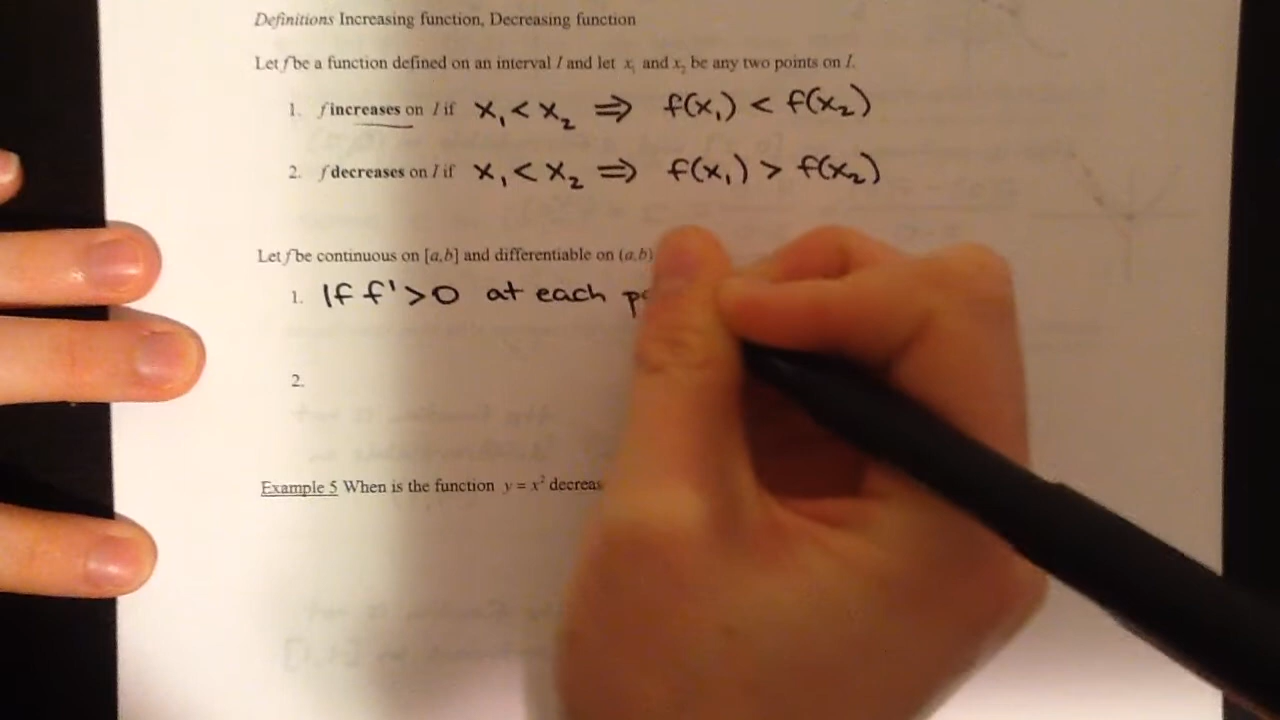 Definitions Increasing function, Decreasing function
Let f be a function defined on an interval I and let x₁ and x₂ be any two points on I.
1. f increases on I if x₁ < x₂ ⇒ f(x₁) < f(x₂)
2. f decreases on I if x₁ < x₂ ⇒ f(x₁) > f(x₂)
Let f be continuous on [a,b] and differentiable on (a,b)
1. If f' > 0 at each
2.
Example 5 When is the function y = x²